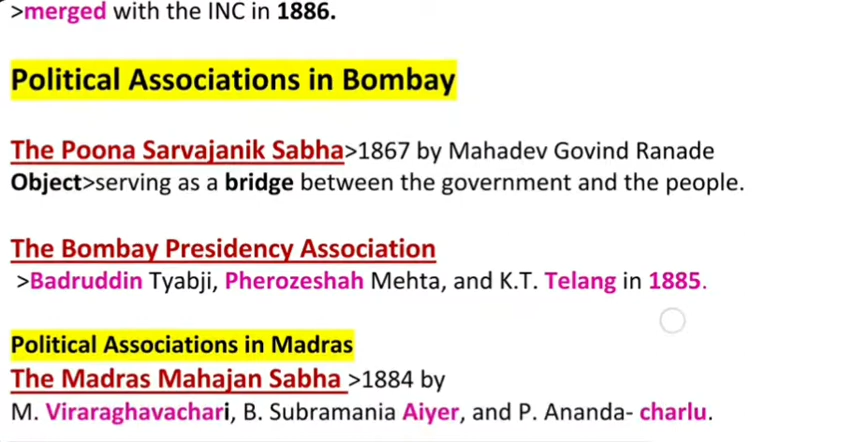 >merged with the INC in 1886.
Political Associations in Bombay
The Poona Sarvajanik Sabha>1867 by Mahadev Govind Ranade
Object>serving as a bridge between the government and the people.
The Bombay Presidency Association
>Badruddin Tyabji, Pherozeshah Mehta, and K.T. Telang in 1885.
Political Associations in Madras
The Madras Mahajan Sabha >1884 by
M. Viraraghavachari, B. Subramania Aiyer, and P. Ananda- charlu.